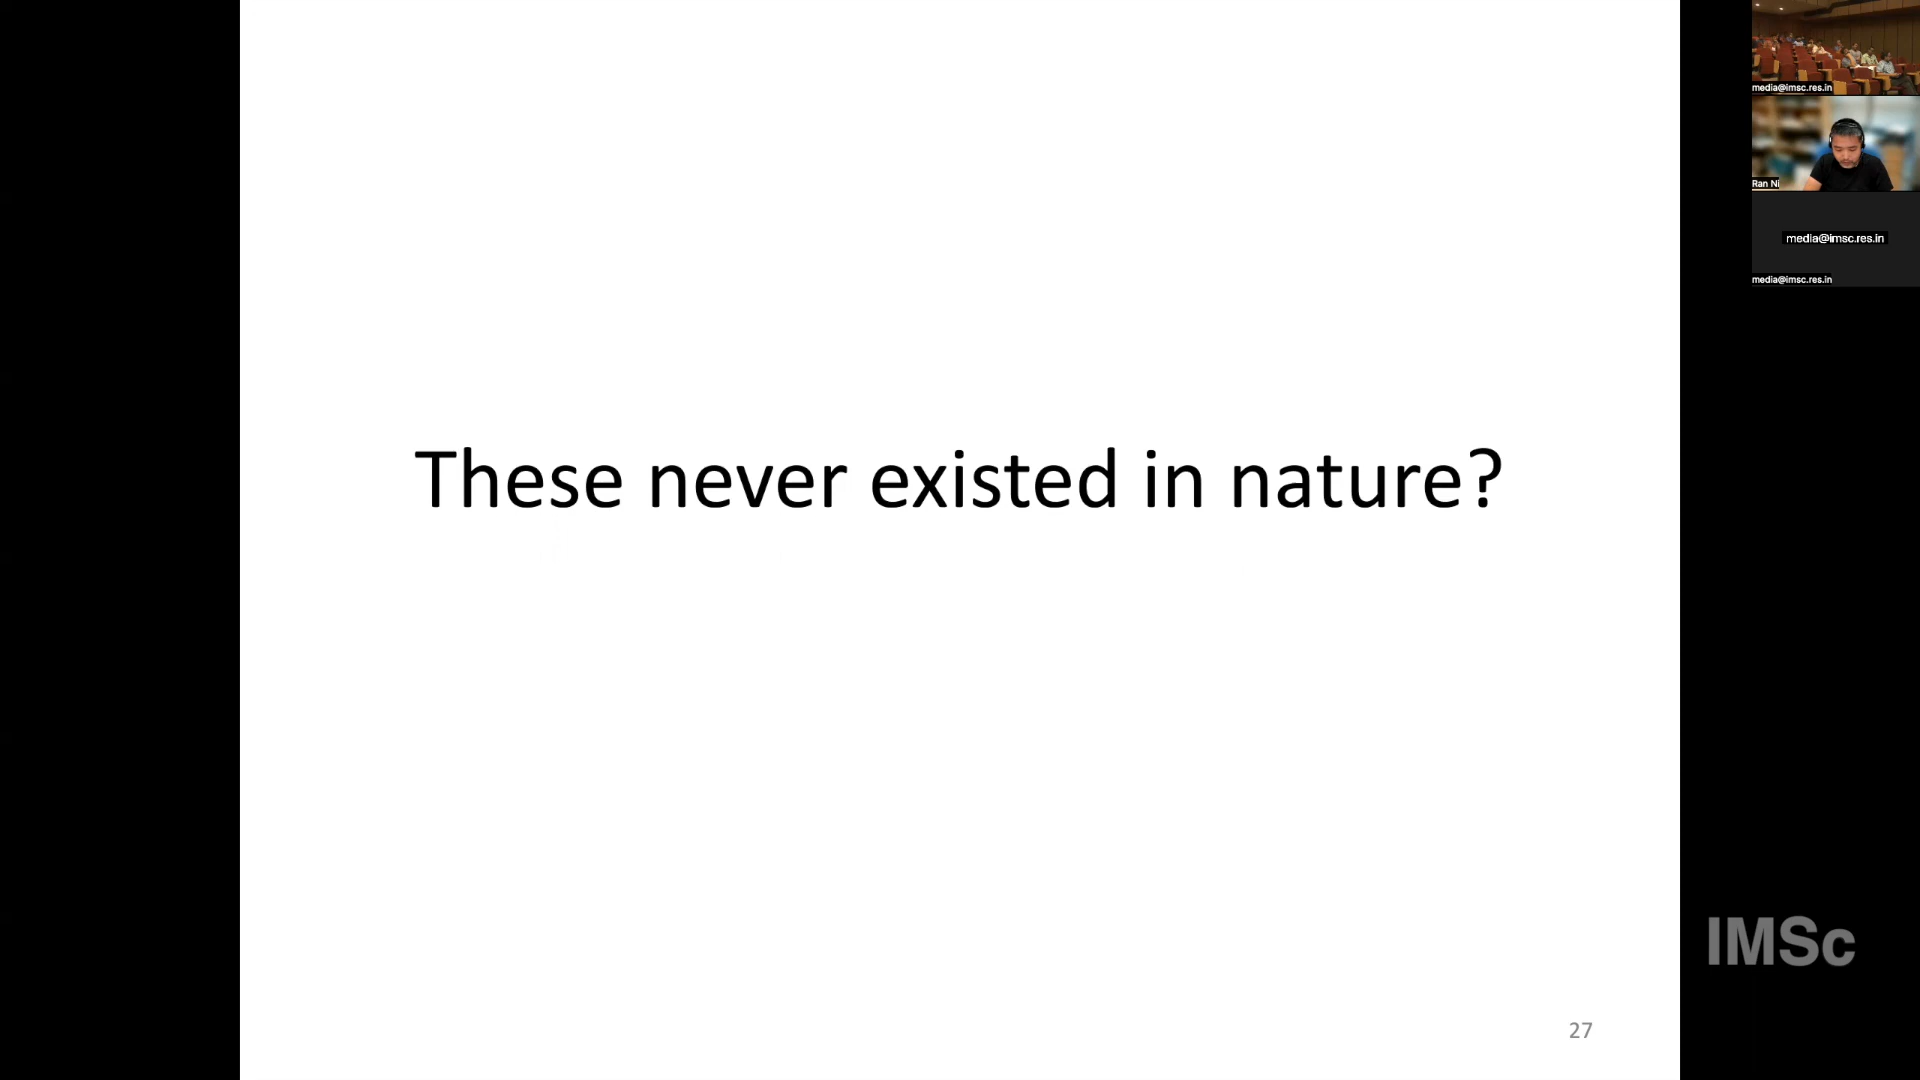 These never existed in nature?
27
media@imsc.res.in
Ran Ni
media@imsc.res.in
media@imsc.res.in
IMSc